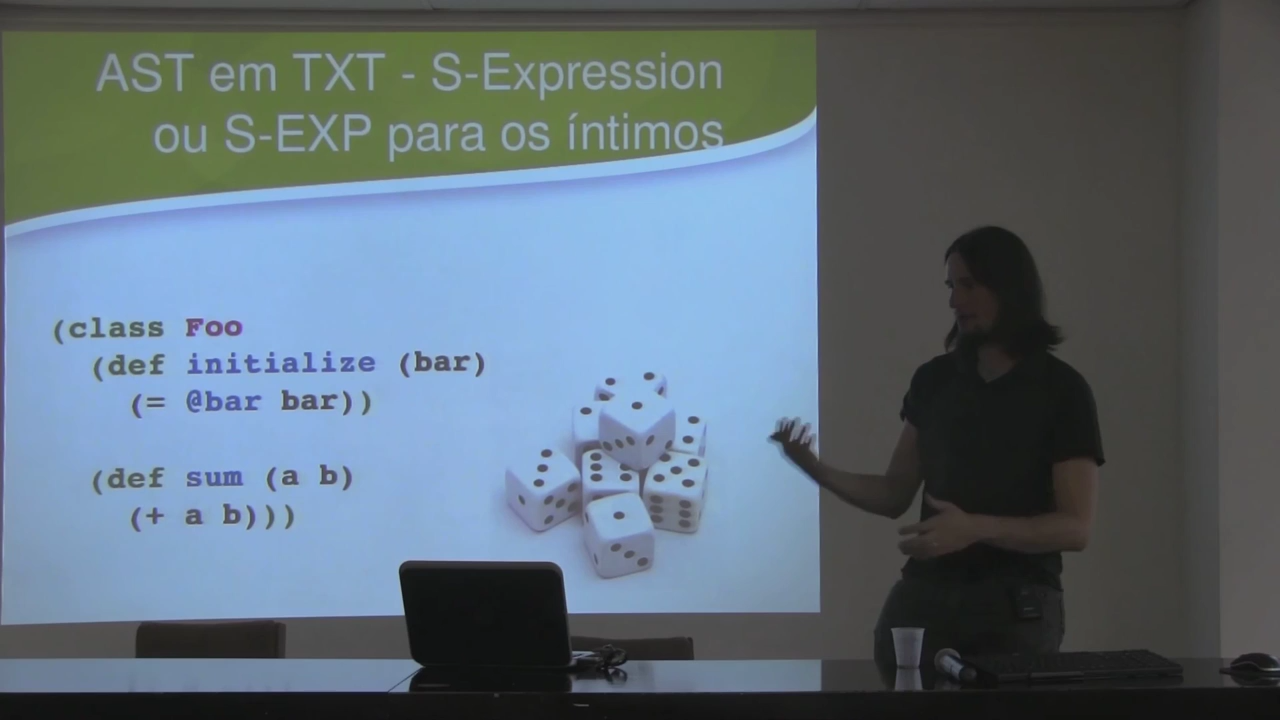 AST em TXT - S-Expression
ou S-EXP para os íntimos
(class Foo
(def initialize (bar)
(= @bar bar))
(def sum (a b)
(+ a b)))